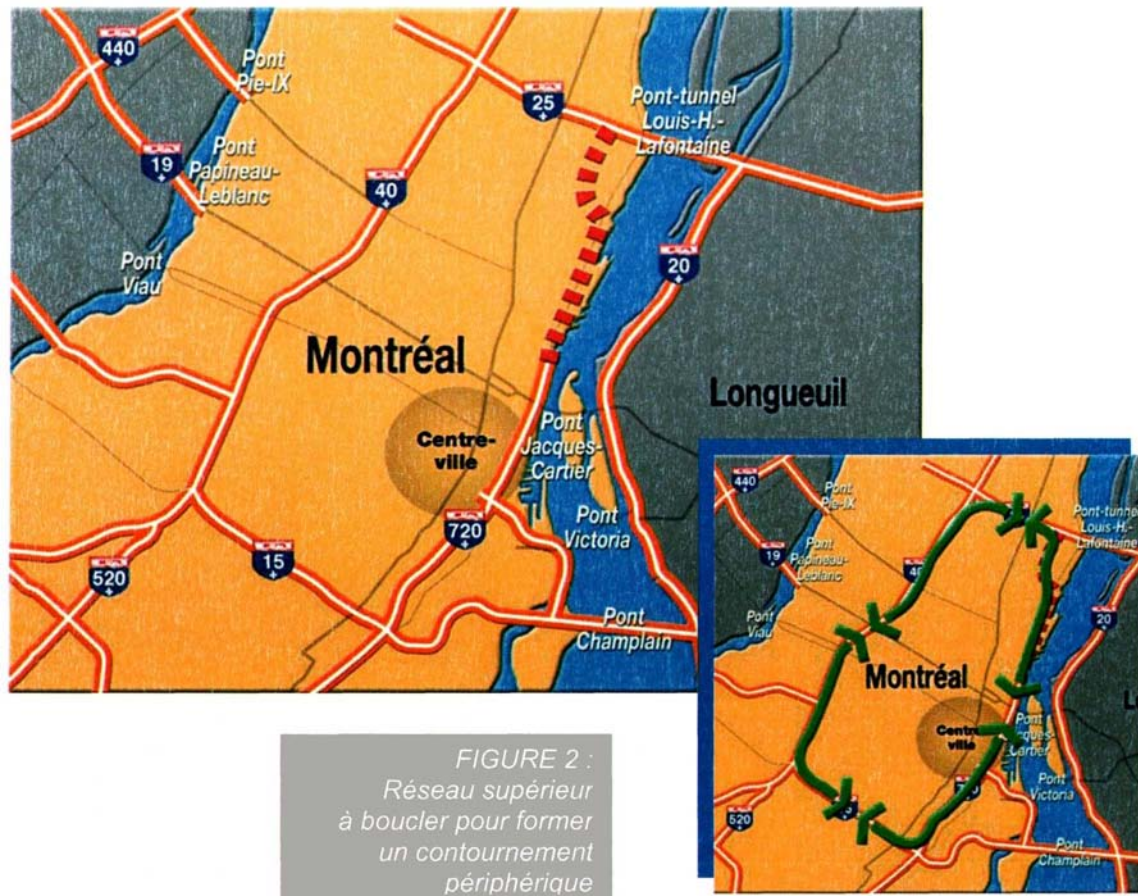 440
Pont
Pie-IX
25
Pont-tunnel
Louis-H.-
Lafontaine
19
Pont
Papineau-
Leblanc
40
Pont
Viau
20
Montréal
Longueuil
Centre-
ville
Pont
Jacques-
Cartier
720
Pont
Victoria
15
520
Pont
Champlain
440
Pont
Pie-IX
Pont-tunnel
Louis-H.-
Lafontaine
19
Pont
Papineau-
Leblanc
Pont
Viau
20
Montréal
ville
Pont
Cartier
Pont
Victoria
520
Pont
Champlain
FIGURE 2 :
Réseau supérieur
à boucler pour former
un contournement
périphérique